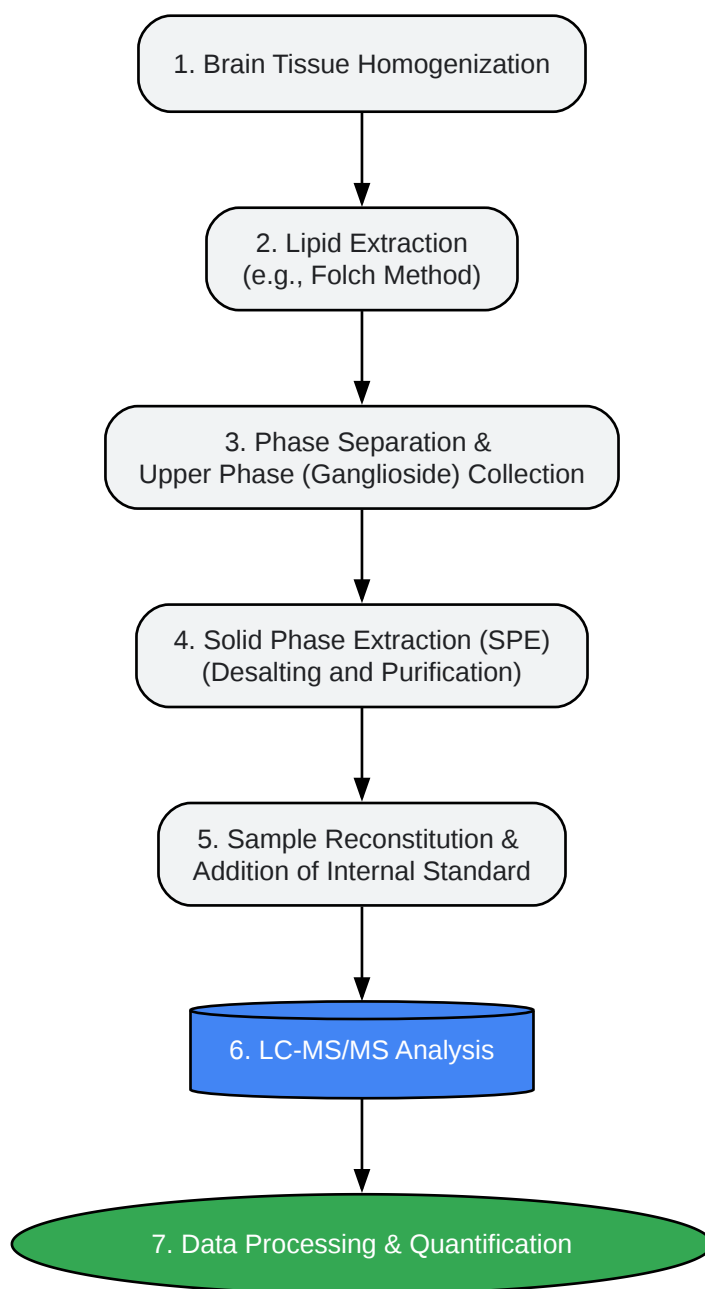 1. Brain Tissue Homogenization
2. Lipid Extraction
(e.g., Folch Method)
3. Phase Separation &
Upper Phase (Ganglioside) Collection
4. Solid Phase Extraction (SPE)
(Desalting and Purification)
5. Sample Reconstitution &
Addition of Internal Standard
6. LC-MS/MS Analysis
7. Data Processing & Quantification